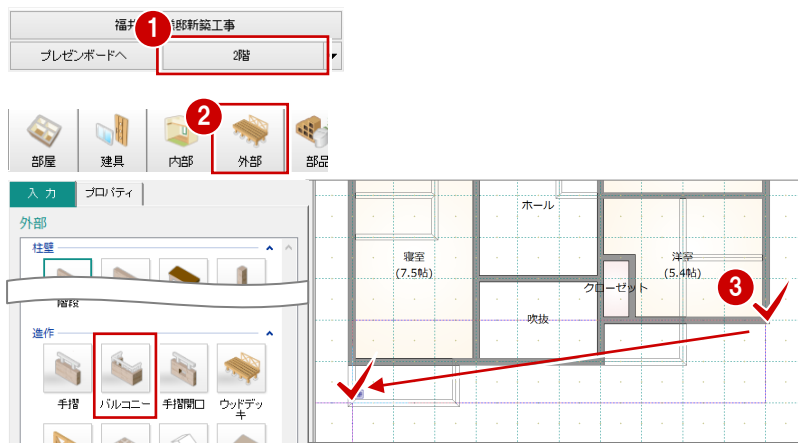 福井
邸新築工事
1
プレゼンボードへ
2階
2
部屋
建具
内部
外部
部品
入 力
プロパティ
外部
柱壁
階段
造作
手摺
バルコニー
手摺開口
ウッドデッ
キ
ホール
寝室
(7.5帖)
洋室
(5.4帖)
クローゼット
吹抜
3